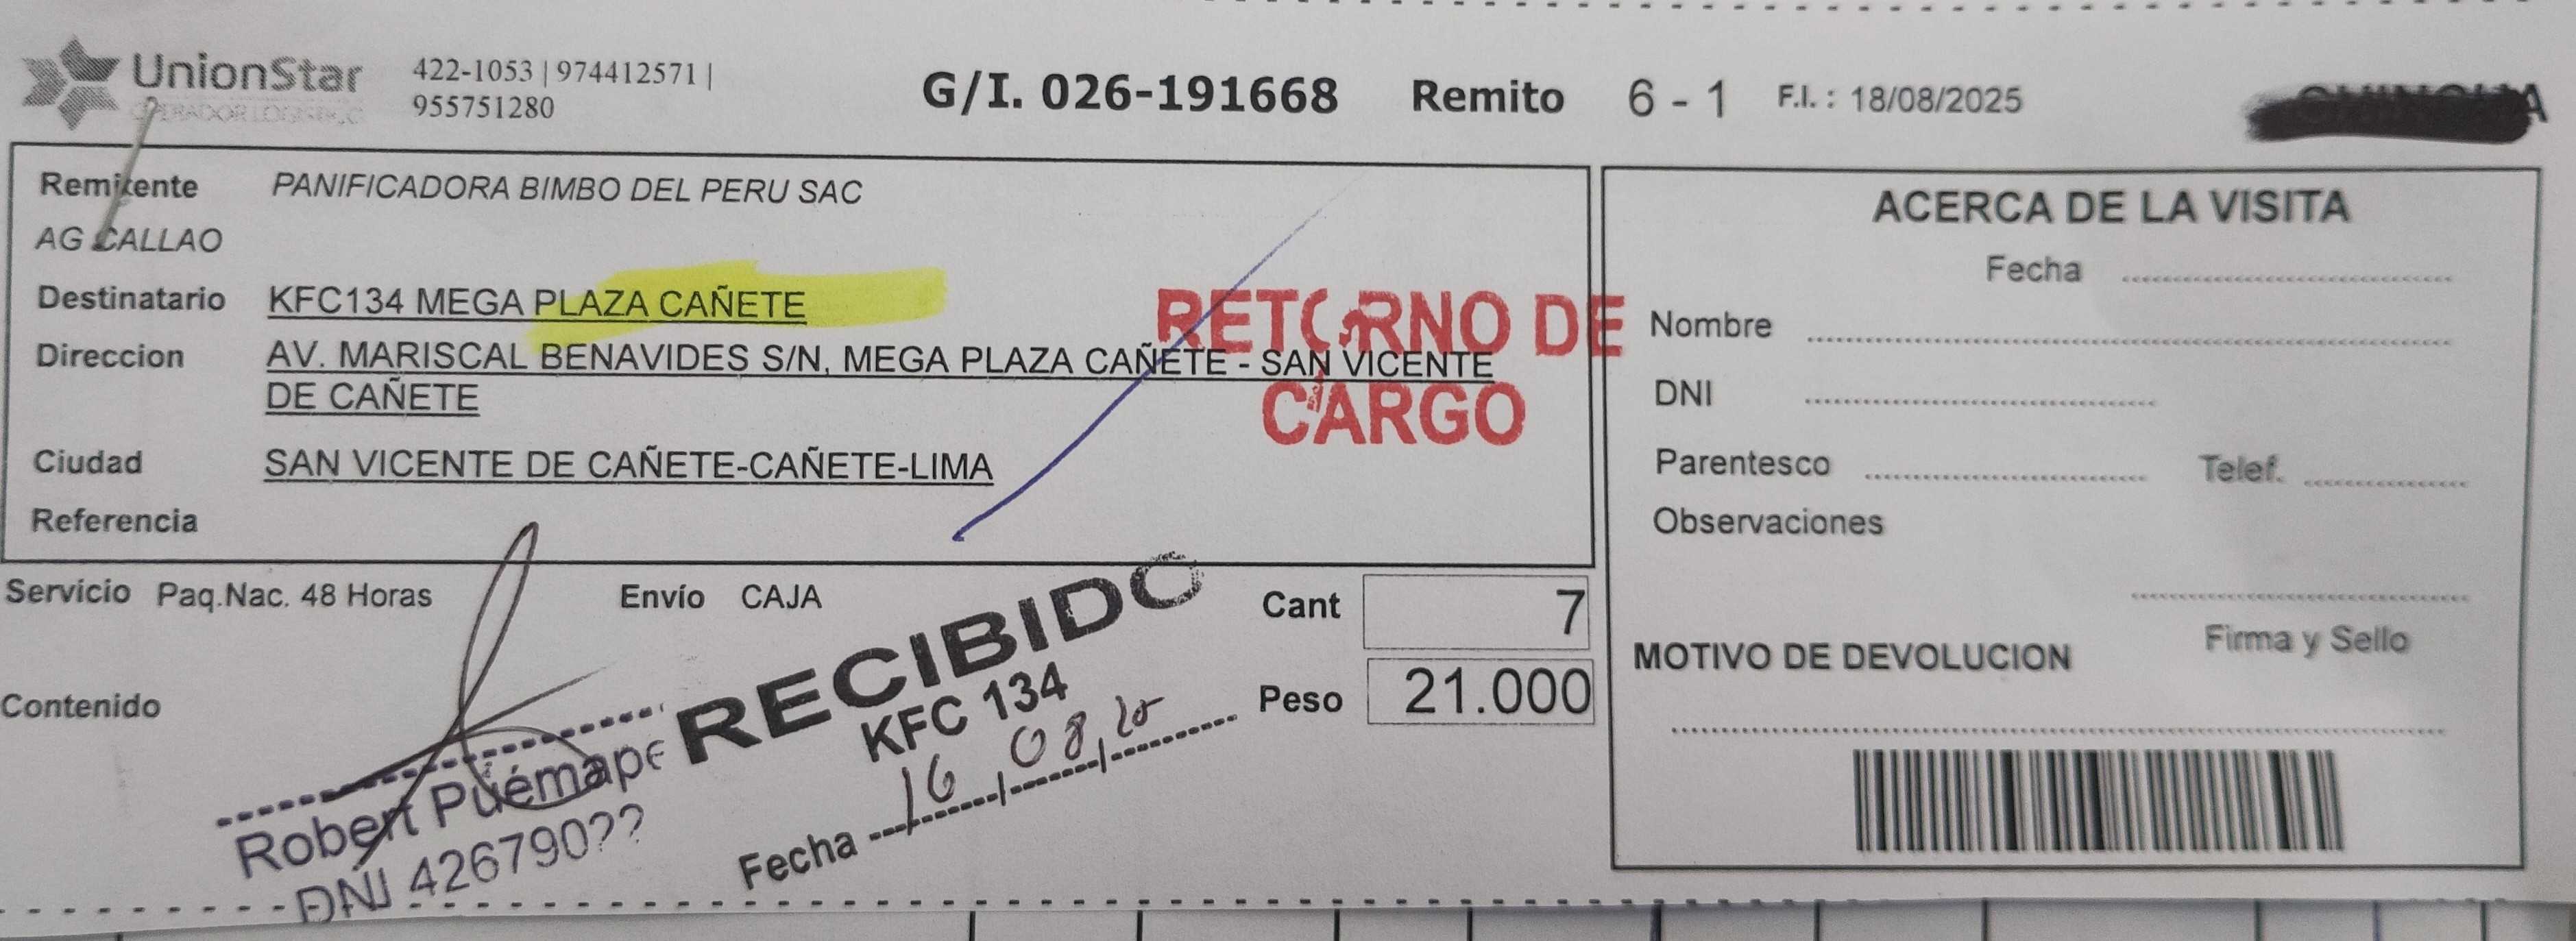 UnionStar
OPERADOR LOGISTICO
422-1053 | 974412571 |
955751280
G/I. 026-191668 Remito 6 - 1 F.I. : 18/08/2025
Remitente PANIFICADORA BIMBO DEL PERU SAC
AG CALLAO
Destinatario KFC134 MEGA PLAZA CAÑETE
Direccion AV. MARISCAL BENAVIDES S/N, MEGA PLAZA CAÑETE - SAN VICENTE
DE CAÑETE
Ciudad SAN VICENTE DE CAÑETE-CAÑETE-LIMA
Referencia
RETORNO DE
CARGO
Servicio Paq.Nac. 48 Horas Envío CAJA Cant 7
Contenido Peso 21.000
RECIBIDO
KFC 134
Fecha 16/08/
Robert Puémape
DNI 426790??
ACERCA DE LA VISITA
Fecha
Nombre
DNI
Parentesco Telef.
Observaciones
Firma y Sello
MOTIVO DE DEVOLUCION